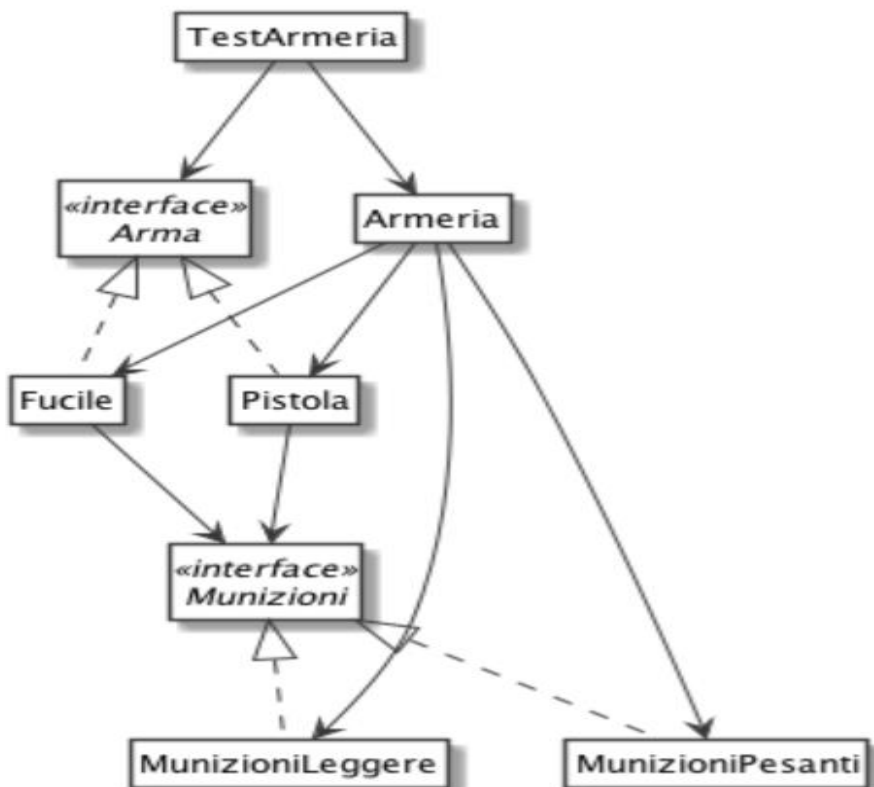 TestArmeria
«interface»
Arma
Armeria
Fucile
Pistola
«interface»
Munizioni
MunizioniLeggere
MunizioniPesanti